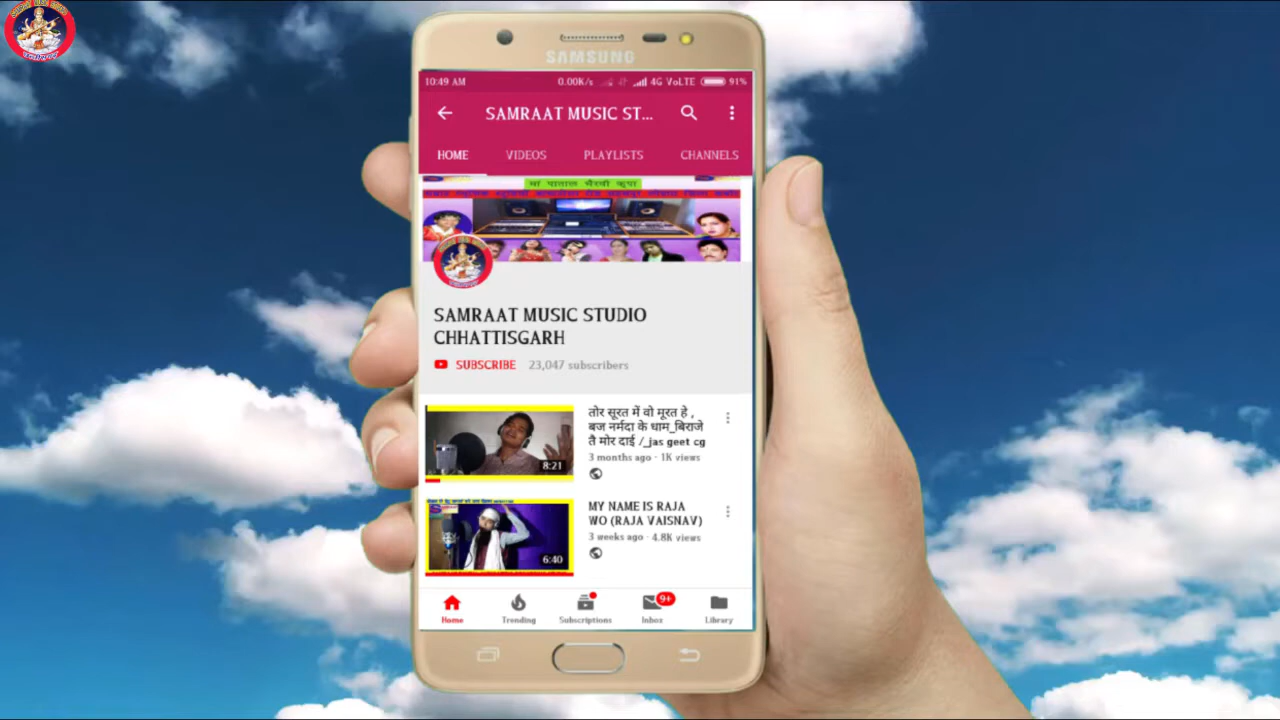 SAMSUNG
10:49 AM 0.00K/s 4G VoLTE 91%
SAMRAAT MUSIC ST...
HOME VIDEOS PLAYLISTS CHANNELS
मां पाताल भैरवी कृपा
SAMRAAT MUSIC STUDIO
CHHATTISGARH
SUBSCRIBE 23,047 subscribers
तोर सूरत में वो मूरत हे ,
बज नर्मदा के धाम_बिराजे
तै मोर दाई /_jas geet cg
3 months ago · 1K views
8:21
MY NAME IS RAJA
WO (RAJA VAISNAV)
3 weeks ago · 4.8K views
6:40
9+
Home Trending Subscriptions Inbox Library